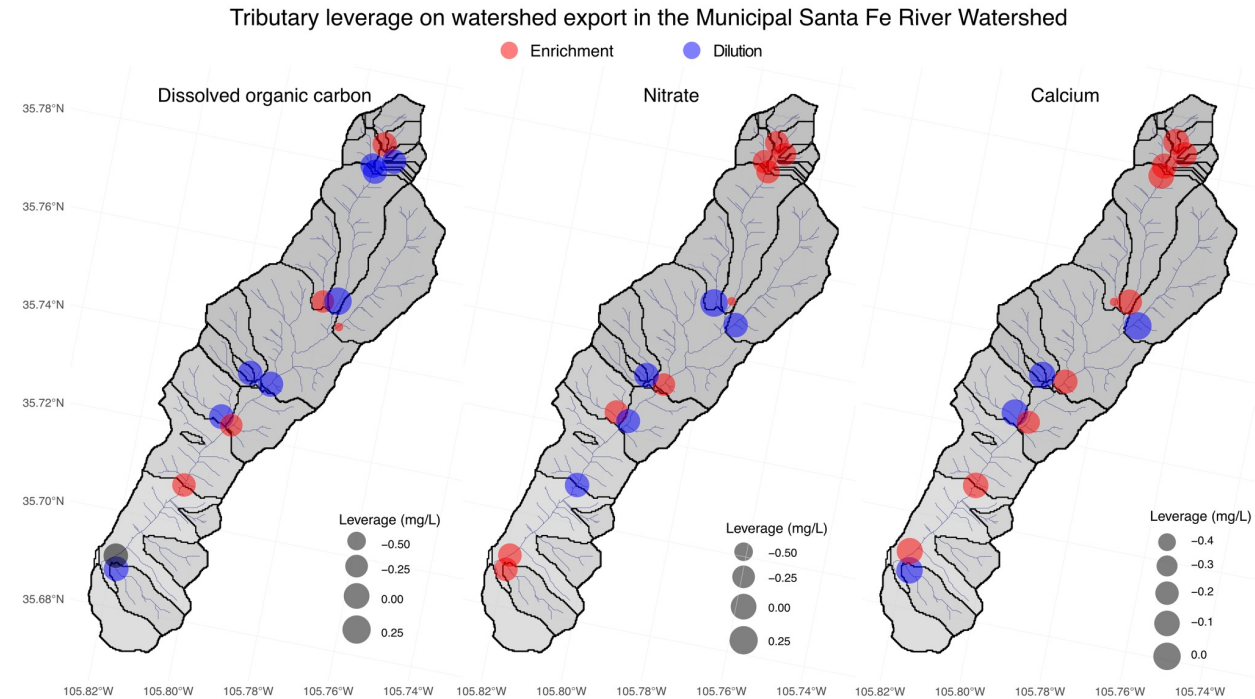 Tributary leverage on watershed export in the Municipal Santa Fe River Watershed
Enrichment Dilution
Dissolved organic carbon
Nitrate
Calcium
35.78°N
35.76°N
35.74°N
35.72°N
35.70°N
35.68°N
Leverage (mg/L)
−0.50
−0.25
0.00
0.25
Leverage (mg/L)
−0.50
−0.25
0.00
0.25
Leverage (mg/L)
−0.4
−0.3
−0.2
−0.1
0.0
105.82°W 105.80°W 105.78°W 105.76°W 105.74°W
105.82°W 105.80°W 105.78°W 105.76°W 105.74°W
105.82°W 105.80°W 105.78°W 105.76°W 105.74°W